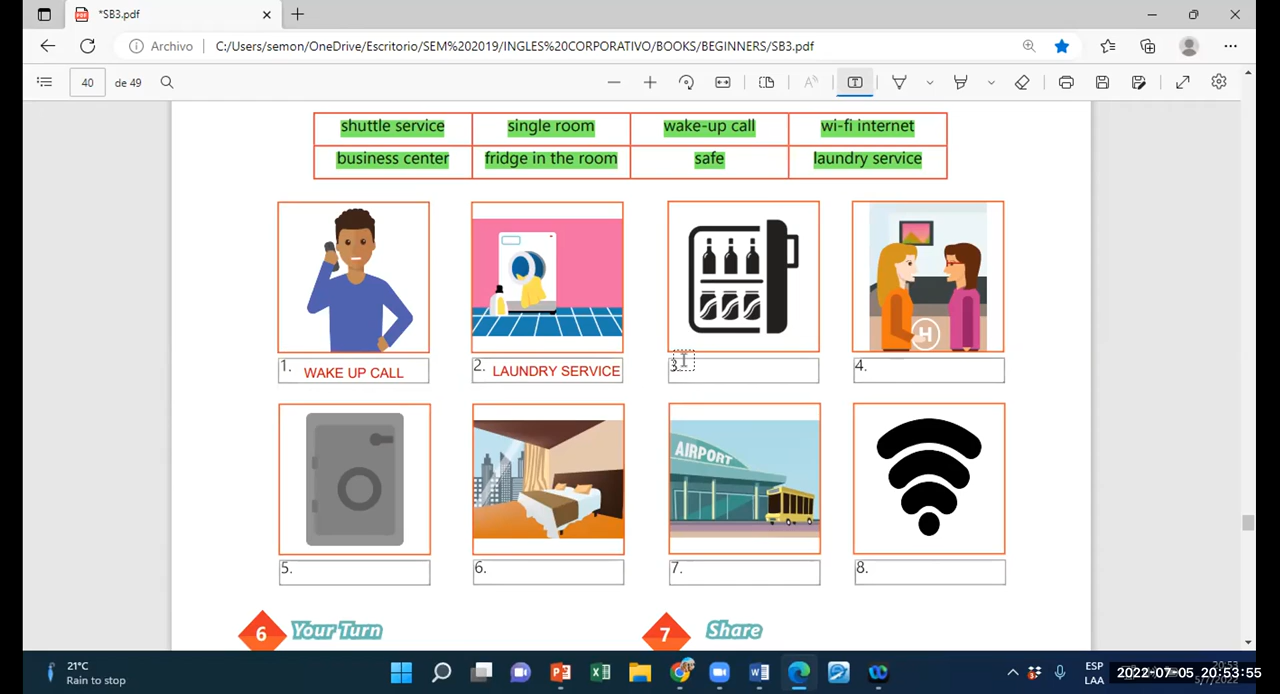 *SB3.pdf
Archivo
C:/Users/semon/OneDrive/Escritorio/SEM%202019/INGLES%20CORPORATIVO/BOOKS/BEGINNERS/SB3.pdf
40 de 49
shuttle service single room wake-up call wi-fi internet
business center fridge in the room safe laundry service
H
1. WAKE UP CALL 2. LAUNDRY SERVICE 3. 4.
AIRPORT
5. 6. 7. 8.
6 Your Turn 7 Share
21°C
Rain to stop
ESP
LAA
2022-07-05, 20:53:55